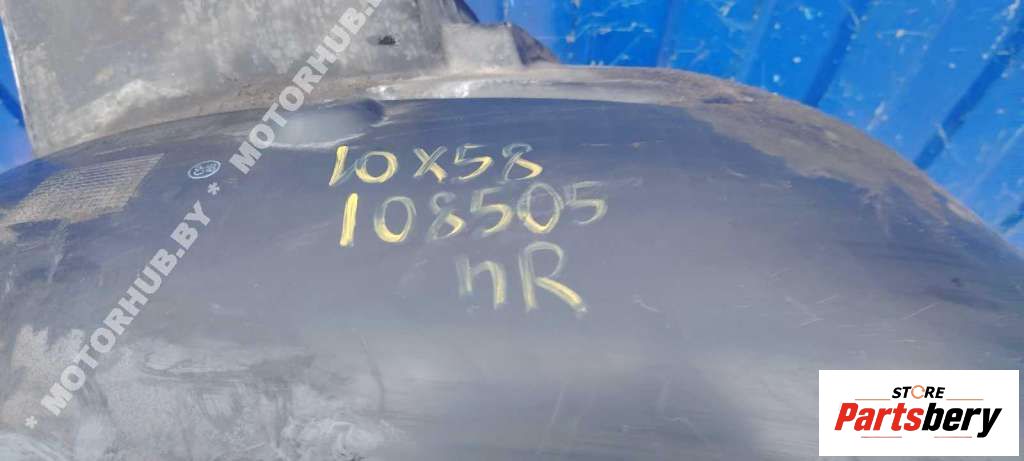 10X58
108505
nR
* MOTORHUB.BY * MOTORHUB.BY
STORE
Partsbery